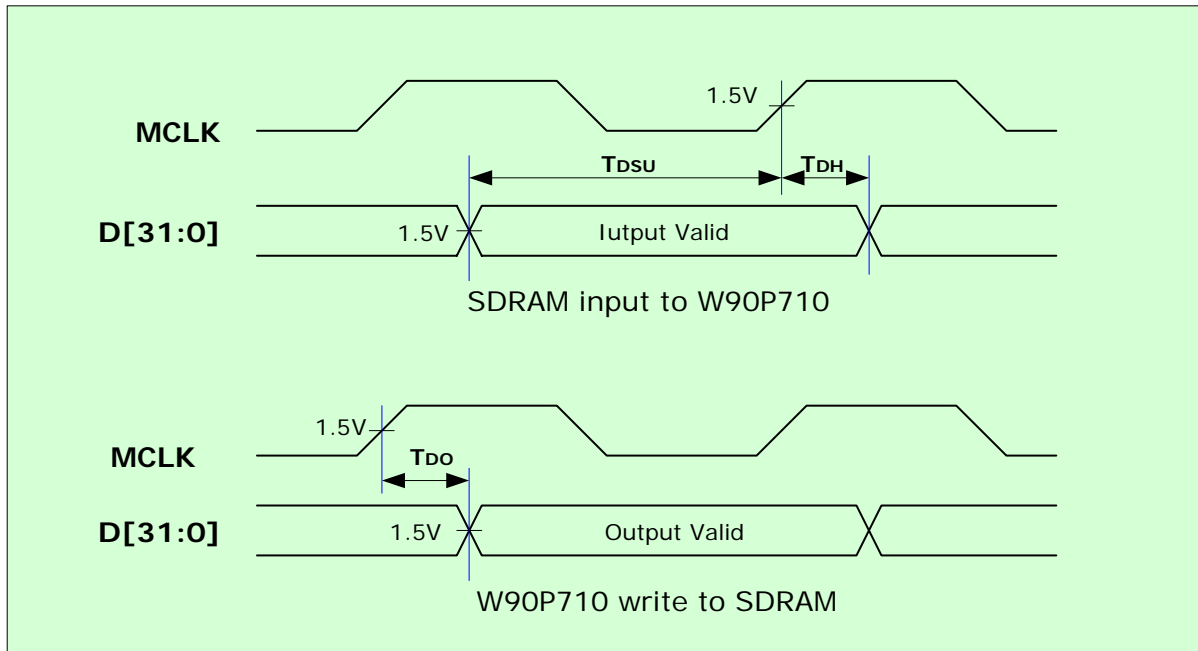 1.5V
MCLK
TDSU
TDH
D[31:0]
1.5V
Iutput Valid
SDRAM input to W90P710
1.5V
MCLK
TDO
D[31:0]
1.5V
Output Valid
W90P710 write to SDRAM